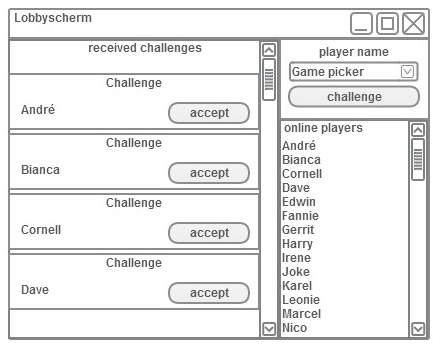 Lobbyscherm
received challenges
Challenge
André
accept
Challenge
Bianca
accept
Challenge
Cornell
accept
Challenge
Dave
accept
player name
Game picker
challenge
online players
André
Bianca
Cornell
Dave
Edwin
Fannie
Gerrit
Harry
Irene
Joke
Karel
Leonie
Marcel
Nico